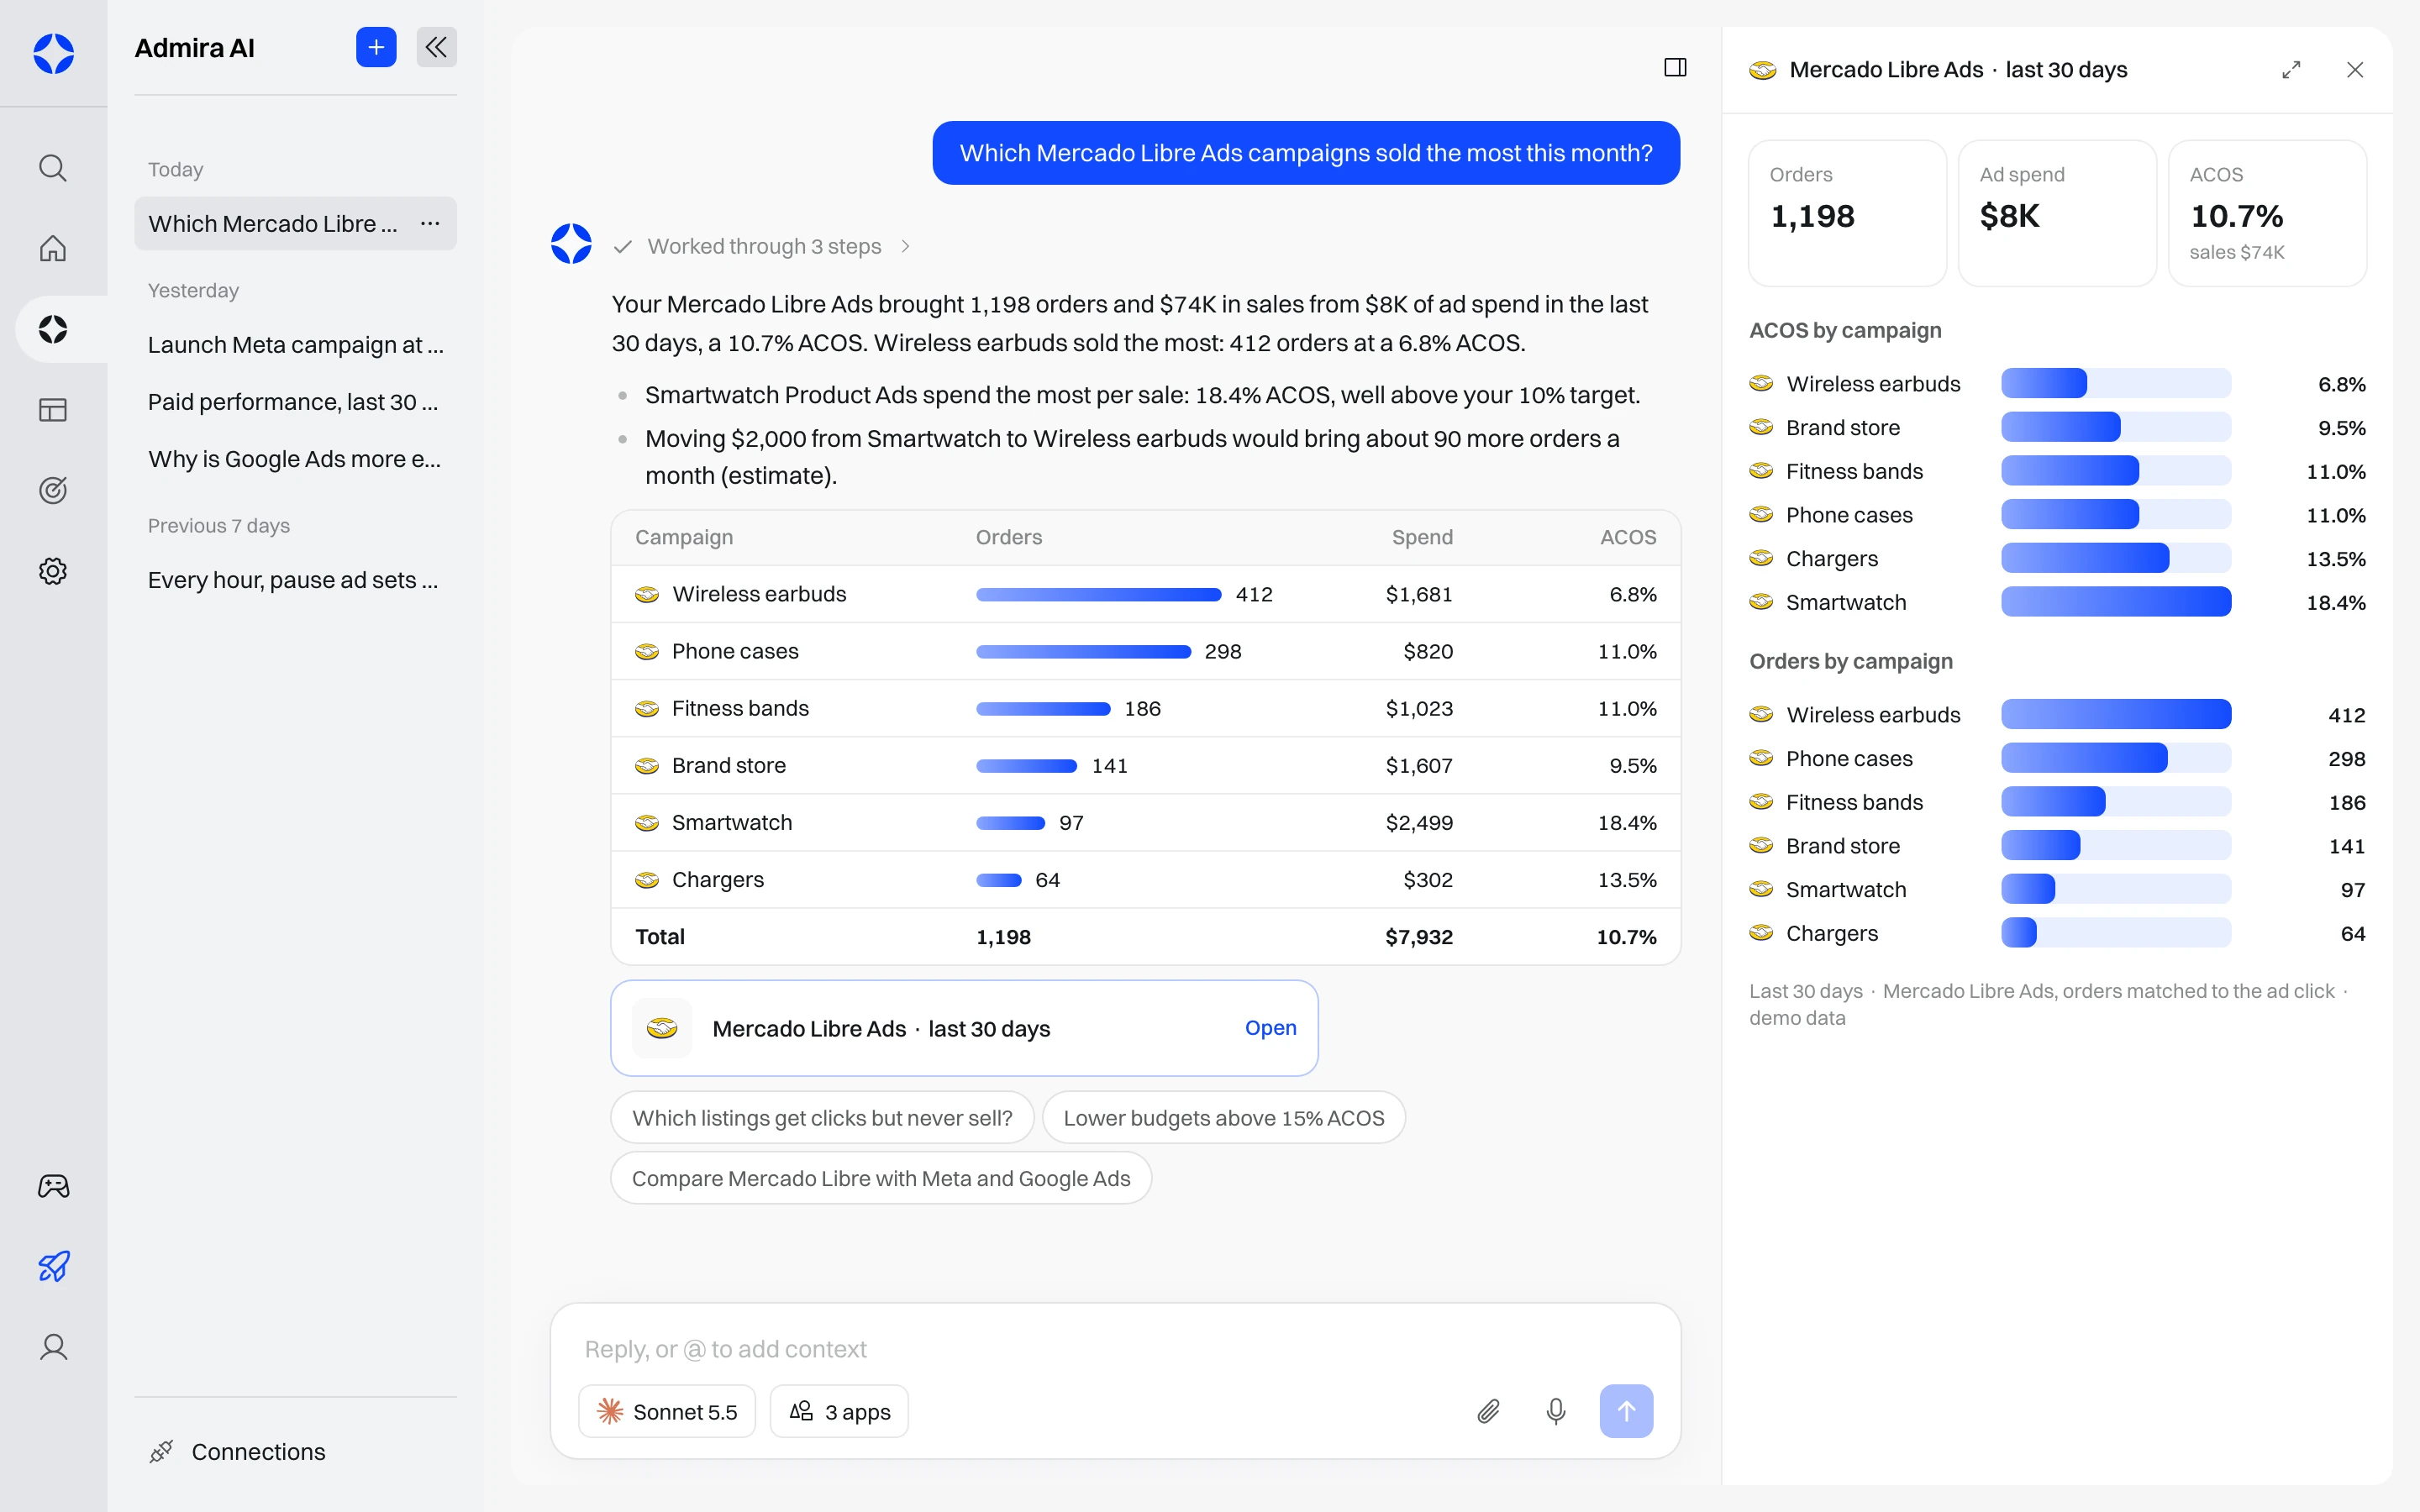 Admira AI
Today
Which Mercado Libre ...
Yesterday
Launch Meta campaign at ...
Paid performance, last 30 ...
Why is Google Ads more e...
Previous 7 days
Every hour, pause ad sets ...
Connections
Which Mercado Libre Ads campaigns sold the most this month?
Worked through 3 steps
Your Mercado Libre Ads brought 1,198 orders and $74K in sales from $8K of ad spend in the last
30 days, a 10.7% ACOS. Wireless earbuds sold the most: 412 orders at a 6.8% ACOS.
Smartwatch Product Ads spend the most per sale: 18.4% ACOS, well above your 10% target.
Moving $2,000 from Smartwatch to Wireless earbuds would bring about 90 more orders a
month (estimate).
Campaign Orders Spend ACOS
Wireless earbuds 412 $1,681 6.8%
Phone cases 298 $820 11.0%
Fitness bands 186 $1,023 11.0%
Brand store 141 $1,607 9.5%
Smartwatch 97 $2,499 18.4%
Chargers 64 $302 13.5%
Total 1,198 $7,932 10.7%
Mercado Libre Ads · last 30 days Open
Which listings get clicks but never sell? Lower budgets above 15% ACOS
Compare Mercado Libre with Meta and Google Ads
Reply, or @ to add context
Sonnet 5.5 3 apps
Mercado Libre Ads · last 30 days
Orders Ad spend ACOS
1,198 $8K 10.7%
sales $74K
ACOS by campaign
Wireless earbuds 6.8%
Brand store 9.5%
Fitness bands 11.0%
Phone cases 11.0%
Chargers 13.5%
Smartwatch 18.4%
Orders by campaign
Wireless earbuds 412
Phone cases 298
Fitness bands 186
Brand store 141
Smartwatch 97
Chargers 64
Last 30 days · Mercado Libre Ads, orders matched to the ad click ·
demo data